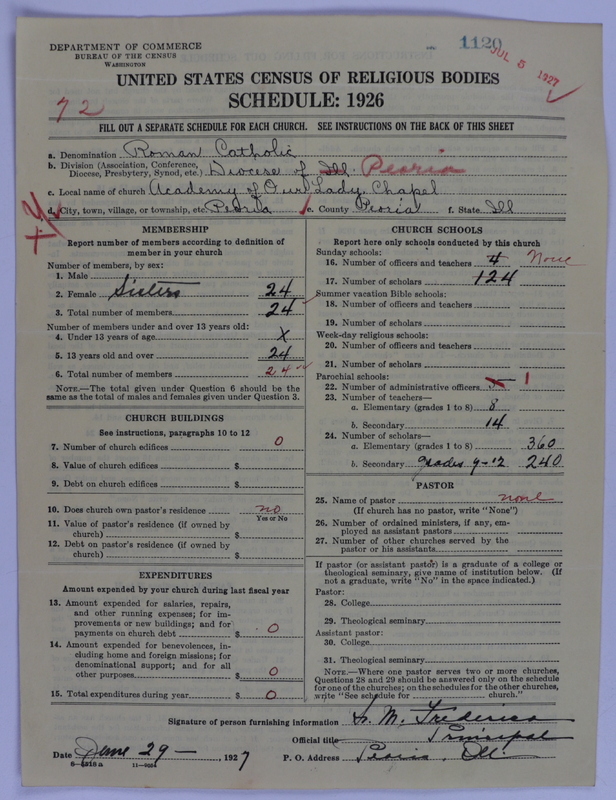 DEPARTMENT OF COMMERCE
BUREAU OF THE CENSUS
WASHINGTON
1120
JUL 5 1927
UNITED STATES CENSUS OF RELIGIOUS BODIES
SCHEDULE: 1926
72
FILL OUT A SEPARATE SCHEDULE FOR EACH CHURCH. SEE INSTRUCTIONS ON THE BACK OF THIS SHEET
a. Denomination Roman Catholic
b. Division (Association, Conference, Diocese, Presbytery, Synod, etc.) Diocese of Ill. Peoria
c. Local name of church Academy of Our Lady Chapel
d. City, town, village, or township, etc. Peoria e. County Peoria f. State Ill
MEMBERSHIP
Report number of members according to definition of
member in your church
Number of members, by sex:
1. Male
2. Female Sisters 24
3. Total number of members 24
Number of members under and over 13 years old:
4. Under 13 years of age X
5. 13 years old and over 24
6. Total number of members 24
NOTE.—The total given under Question 6 should be
same as the total of males and females given under Question 3.
CHURCH BUILDINGS
See instructions, paragraphs 10 to 12
7. Number of church edifices 0
8. Value of church edifices $
9. Debt on church edifices $
10. Does church own pastor's residence no
Yes or No
11. Value of pastor's residence (if owned by
church) $
12. Debt on pastor's residence (if owned by
church) $
EXPENDITURES
Amount expended by your church during last fiscal year
13. Amount expended for salaries, repairs,
and other running expenses; for im-
provements or new buildings; and for
payments on church debt $ 0
14. Amount expended for benevolences, in-
cluding home and foreign missions; for
denominational support; and for all
other purposes $ 0
15. Total expenditures during year $ 0
CHURCH SCHOOLS
Report here only schools conducted by this church
Sunday schools:
16. Number of officers and teachers 4 None
17. Number of scholars 124
Summer vacation Bible schools:
18. Number of officers and teachers
19. Number of scholars
Week-day religious schools:
20. Number of officers and teachers
21. Number of scholars
Parochial schools:
22. Number of administrative officers 1
23. Number of teachers—
a. Elementary (grades 1 to 8) 8
b. Secondary 14
24. Number of scholars—
a. Elementary (grades 1 to 8) 360
b. Secondary grades 9-12 240
PASTOR
25. Name of pastor none
(If church has no pastor, write "None")
26. Number of ordained ministers, if any, em-
ployed as assistant pastors
27. Number of other churches served by the
pastor or his assistants
If pastor (or assistant pastor) is a graduate of a college or
theological seminary, give name of institution below. (If
not a graduate, write "No" in the space indicated.)
Pastor:
28. College
29. Theological seminary
Assistant pastor:
30. College
31. Theological seminary
NOTE.—Where one pastor serves two or more churches,
Questions 28 and 29 should be answered only on the schedule
for one of the churches; on the schedules for the other churches,
write "See schedule for church."
Signature of person furnishing information Sr. M. Frederica
Official title Principal
Date June 29 — , 1927 P. O. Address Peoria, Ill
11—9084